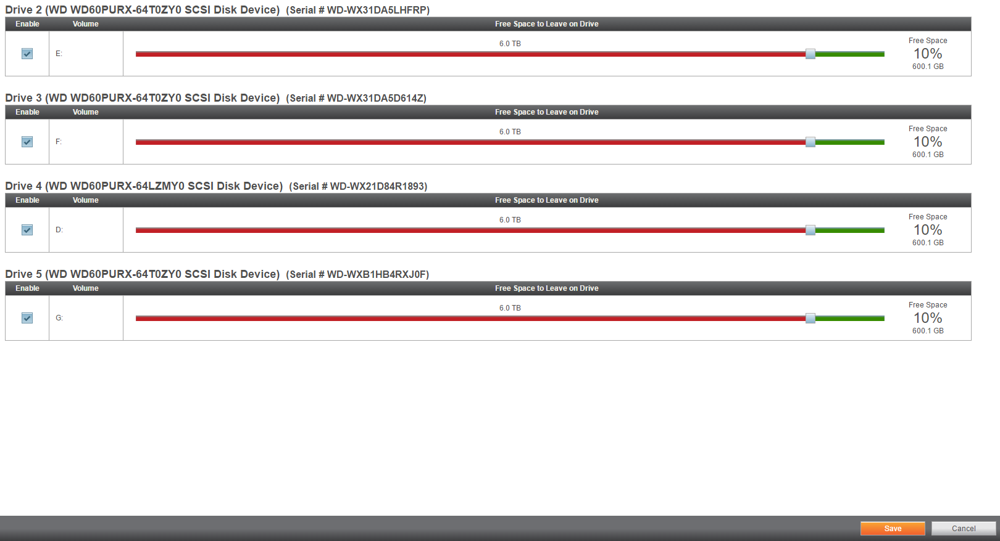 Drive 2 (WD WD60PURX-64T0ZY0 SCSI Disk Device) (Serial # WD-WX31DA5LHFRP)
Enable Volume Free Space to Leave on Drive
6.0 TB
Free Space
E:
10%
600.1 GB
Drive 3 (WD WD60PURX-64T0ZY0 SCSI Disk Device) (Serial # WD-WX31DA5D614Z)
Enable Volume Free Space to Leave on Drive
6.0 TB
Free Space
F:
10%
600.1 GB
Drive 4 (WD WD60PURX-64LZMY0 SCSI Disk Device) (Serial # WD-WX21D84R1893)
Enable Volume Free Space to Leave on Drive
6.0 TB
Free Space
D:
10%
600.1 GB
Drive 5 (WD WD60PURX-64T0ZY0 SCSI Disk Device) (Serial # WD-WXB1HB4RXJ0F)
Enable Volume Free Space to Leave on Drive
6.0 TB
Free Space
G:
10%
600.1 GB
Save Cancel